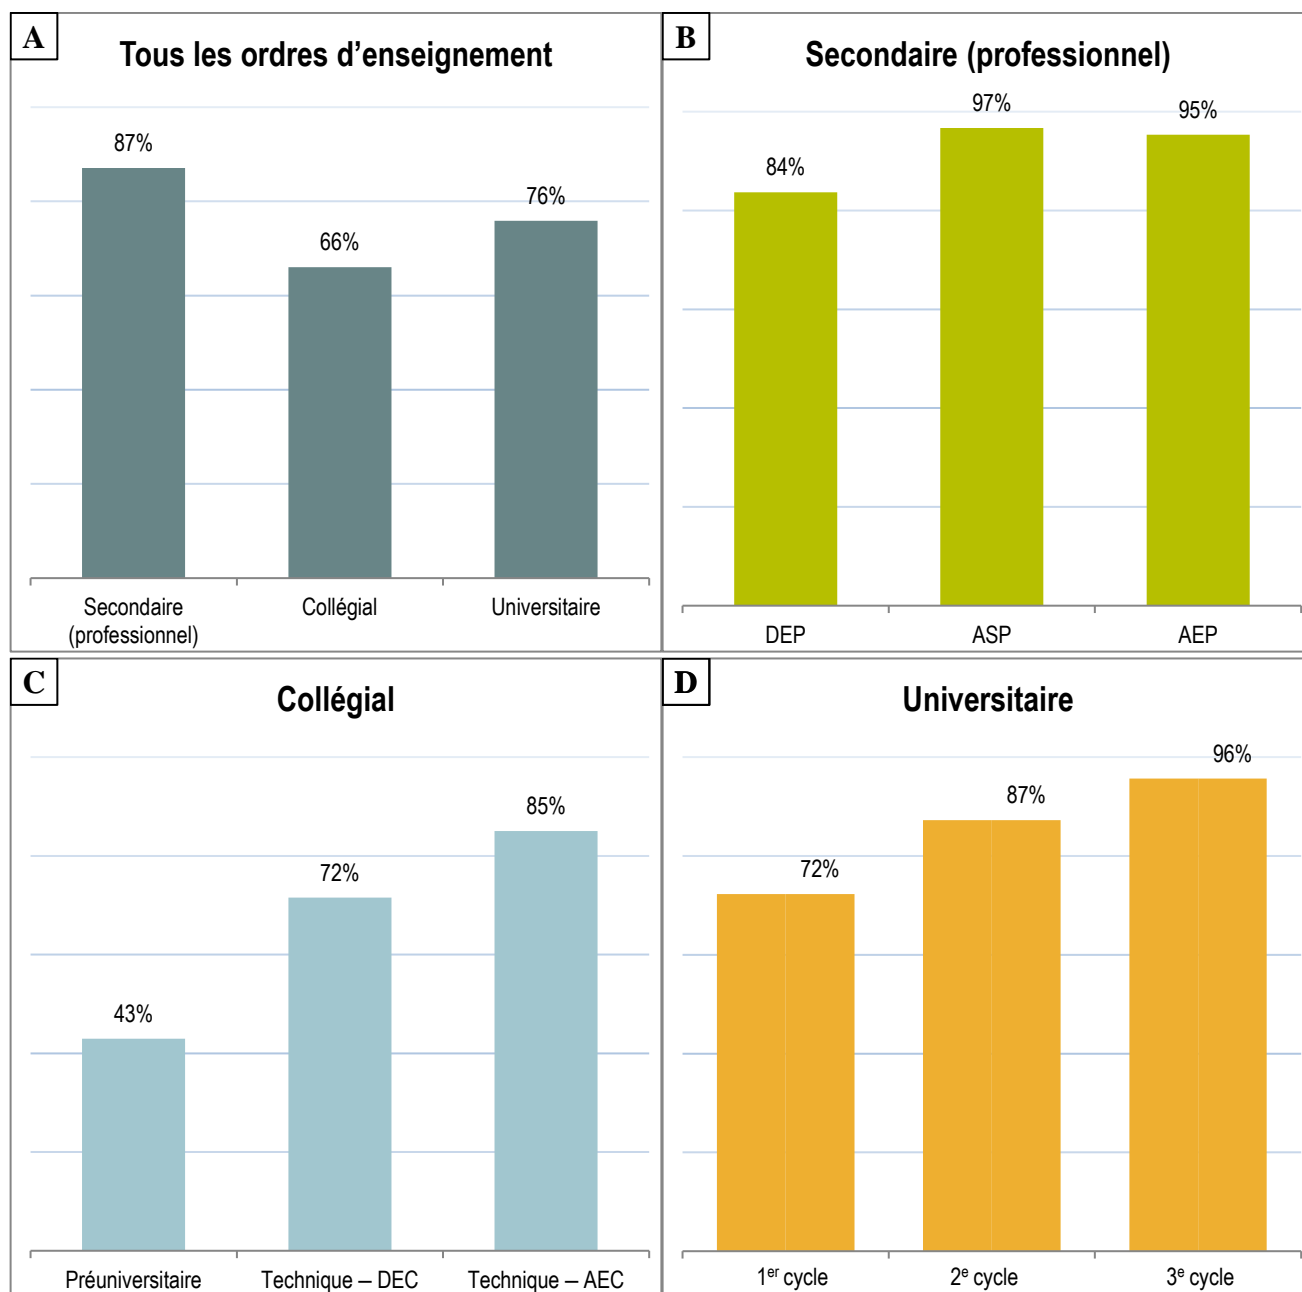 A
Tous les ordres d’enseignement
87%
66%
76%
Secondaire
(professionnel)
Collégial
Universitaire
B
Secondaire (professionnel)
84%
97%
95%
DEP
ASP
AEP
C
Collégial
43%
72%
85%
Préuniversitaire
Technique – DEC
Technique – AEC
D
Universitaire
72%
87%
96%
1er cycle
2e cycle
3e cycle